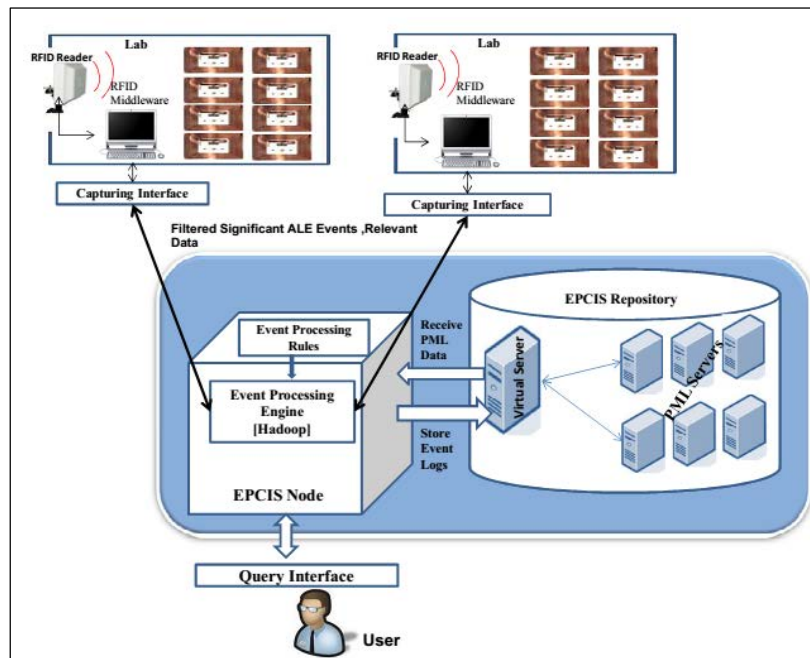 Lab
RFID Reader
RFID
Middleware
Capturing Interface
Lab
RFID Reader
RFID
Middleware
Capturing Interface
Filtered Significant ALE Events ,Relevant
Data
EPCIS Repository
Event Processing
Rules
Receive
PML
Data
Virtual Server
PML Servers
Event Processing
Engine
[Hadoop]
Store
Event
Logs
EPCIS Node
Query Interface
User